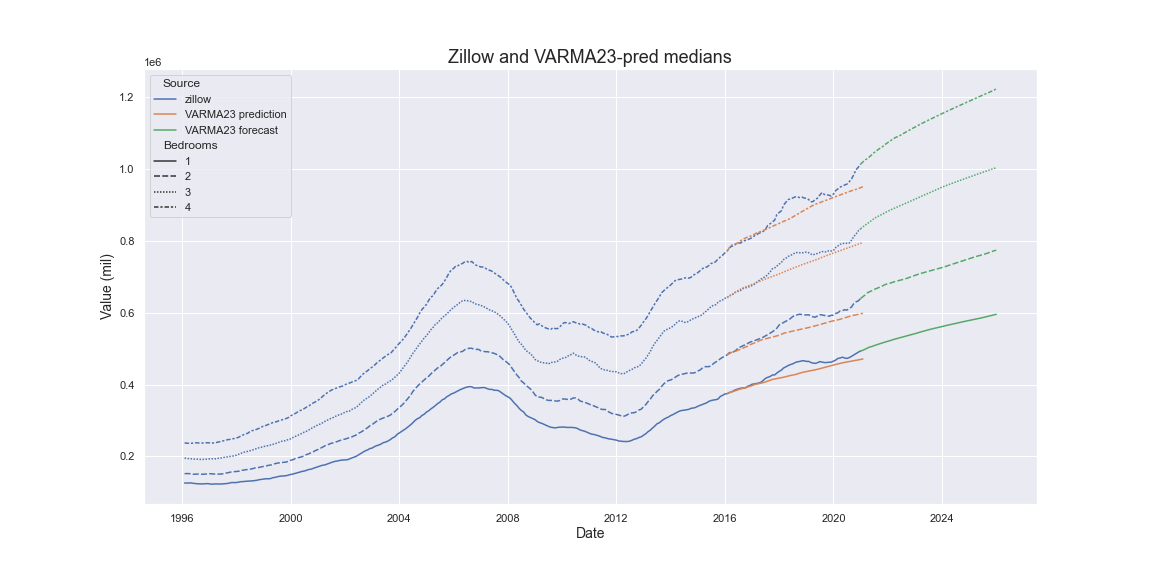 Zillow and VARMA23-pred medians
1e6
Source
zillow
VARMA23 prediction
VARMA23 forecast
Bedrooms
1
2
3
4
1.2
1.0
0.8
0.6
0.4
0.2
Value (mil)
1996 2000 2004 2008 2012 2016 2020 2024
Date